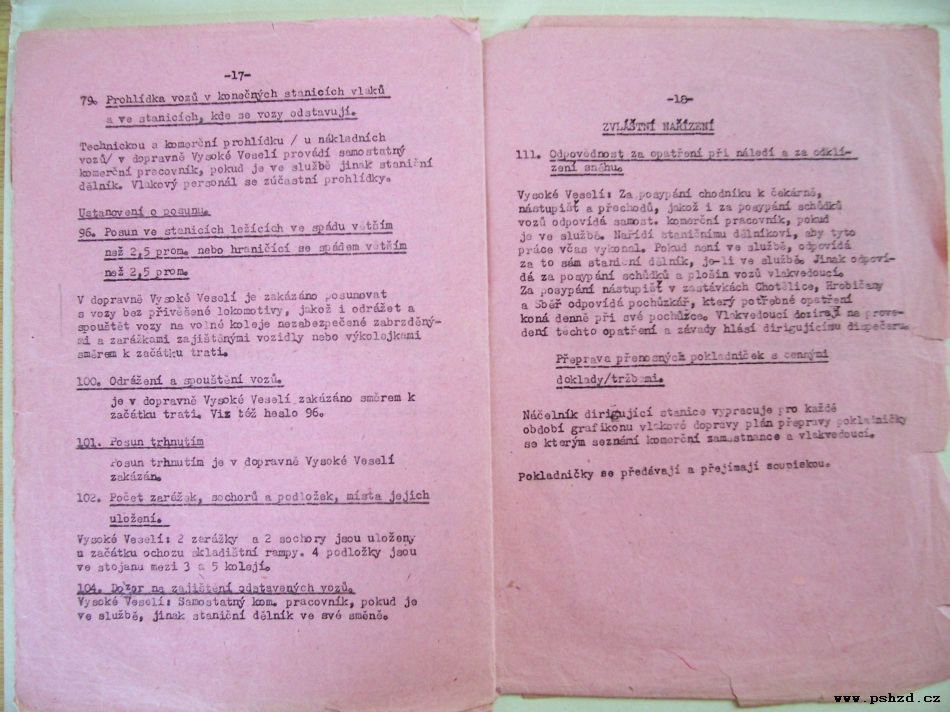 -17-
79. Prohlídka vozů v konečných stanicích vlaků
a ve stanicích, kde se vozy odstavují.
Technickou a komerční prohlídku / u nákladních
vozů/ v dopravně Vysoké Veselí provádí samostatný
komerční pracovník, pokud je ve službě jinak staniční
dělník. Vlakový personál se zúčastní prohlídky.
Ustanovení o posunu.
96. Posun ve stanicích ležících ve spádu větším
než 2,5 prom. nebo hraničící se spádem větším
než 2,5 prom.
V dopravně Vysoké Veselí je zakázáno posunovat
s vozy bez přivěšené lokomotivy, jakož i odrážet a
spouštět vozy na volné koleje nezabezpečené zabrzděný-
mi a zarážkami zajištěnými vozidly nebo výkolejkami
směrem k začátku trati.
100. Odrážení a spouštění vozů.
je v dopravně Vysoké Veselí zakázáno směrem k
začátku trati. Viz též heslo 96.
101. Posun trhnutím
Posun trhnutím je v dopravně Vysoké Veselí
zakázán.
102. Počet zarážek, sochorů a podložek, místa jejich
uložení.
Vysoké Veselí: 2 zarážky a 2 sochory jsou uloženy
u začátku ochozu skladištní rampy. 4 podložky jsou
ve stojanu mezi 3 a 5 kolejí.
104. Dozor na zajištění odstavených vozů.
Vysoké Veselí: Samostatný kom. pracovník, pokud je
ve službě, jinak staniční dělník ve své směně.
-18-
ZVLÁŠTNÍ NAŘÍZENÍ
111. Odpovědnost za opatření při náledí a za odklí-
zení sněhu.
Vysoké Veselí: Za posypání chodníku k čekárně,
nástupišť a přechodů, jakož i za posypání schůdků
vozů odpovídá samost. komerční pracovník, pokud
je ve službě. Nařídí staničnímu dělníkovi, aby tyto
práce včas vykonal. Pokud není ve službě, odpovídá
za to sám staniční dělník, je-li ve službě. Jinak odpoví-
dá za posypání schůdků a plošin vozů vlakvedoucí.
Za posypání nástupišť v zastávkách Chotělice, Hrobičany
a Sběř odpovídá pochůzkář, který potřebné opatření
koná denně při své pochůzce. Vlakvedoucí dozírají na prove-
dení těchto opatření a závady hlásí dirigujícímu dispečeru.
Přeprava přenosných pokladniček s cennými
doklady/tržbami.
Náčelník dirigující stanice vypracuje pro každé
období grafikonu vlakové dopravy plán přepravy pokladničky
se kterým seznámí komerční zaměstnance a vlakvedoucí.
Pokladničky se předávají a přejímají soupiskou.
www.pshzd.cz